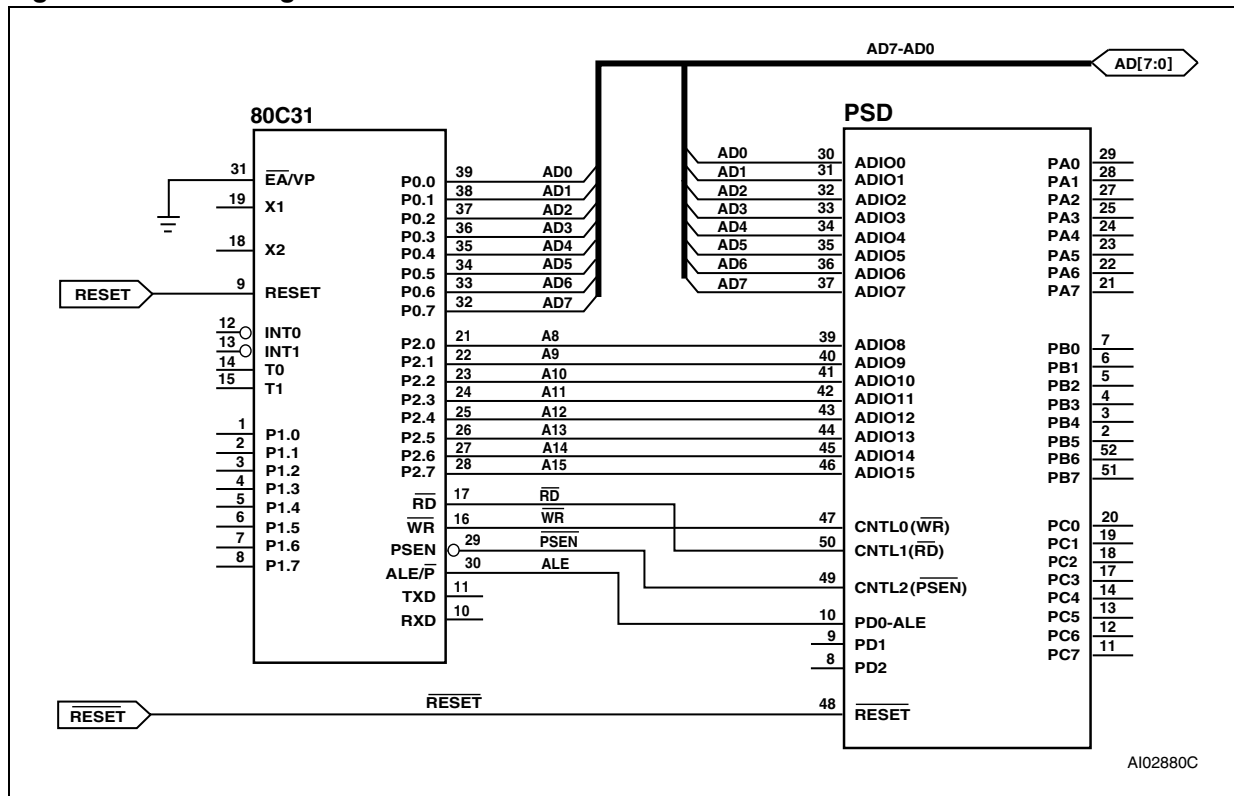 AD7-AD0
AD[7:0]
80C31
PSD
31 EA/VP
19 X1
18 X2
RESET 9 RESET
12 INT0
13 INT1
14 T0
15 T1
1 P1.0
2 P1.1
3 P1.2
4 P1.3
5 P1.4
6 P1.5
7 P1.6
8 P1.7
P0.0 39 AD0
P0.1 38 AD1
P0.2 37 AD2
P0.3 36 AD3
P0.4 35 AD4
P0.5 34 AD5
P0.6 33 AD6
P0.7 32 AD7
P2.0 21 A8
P2.1 22 A9
P2.2 23 A10
P2.3 24 A11
P2.4 25 A12
P2.5 26 A13
P2.6 27 A14
P2.7 28 A15
RD 17 RD
WR 16 WR
PSEN 29 PSEN
ALE/P 30 ALE
TXD 11
RXD 10
AD0 30 ADIO0
AD1 31 ADIO1
AD2 32 ADIO2
AD3 33 ADIO3
AD4 34 ADIO4
AD5 35 ADIO5
AD6 36 ADIO6
AD7 37 ADIO7
39 ADIO8
40 ADIO9
41 ADIO10
42 ADIO11
43 ADIO12
44 ADIO13
45 ADIO14
46 ADIO15
47 CNTL0(WR)
50 CNTL1(RD)
49 CNTL2(PSEN)
10 PD0-ALE
9 PD1
8 PD2
RESET RESET 48 RESET
PA0 29
PA1 28
PA2 27
PA3 25
PA4 24
PA5 23
PA6 22
PA7 21
PB0 7
PB1 6
PB2 5
PB3 4
PB4 3
PB5 2
PB6 52
PB7 51
PC0 20
PC1 19
PC2 18
PC3 17
PC4 14
PC5 13
PC6 12
PC7 11
AI02880C